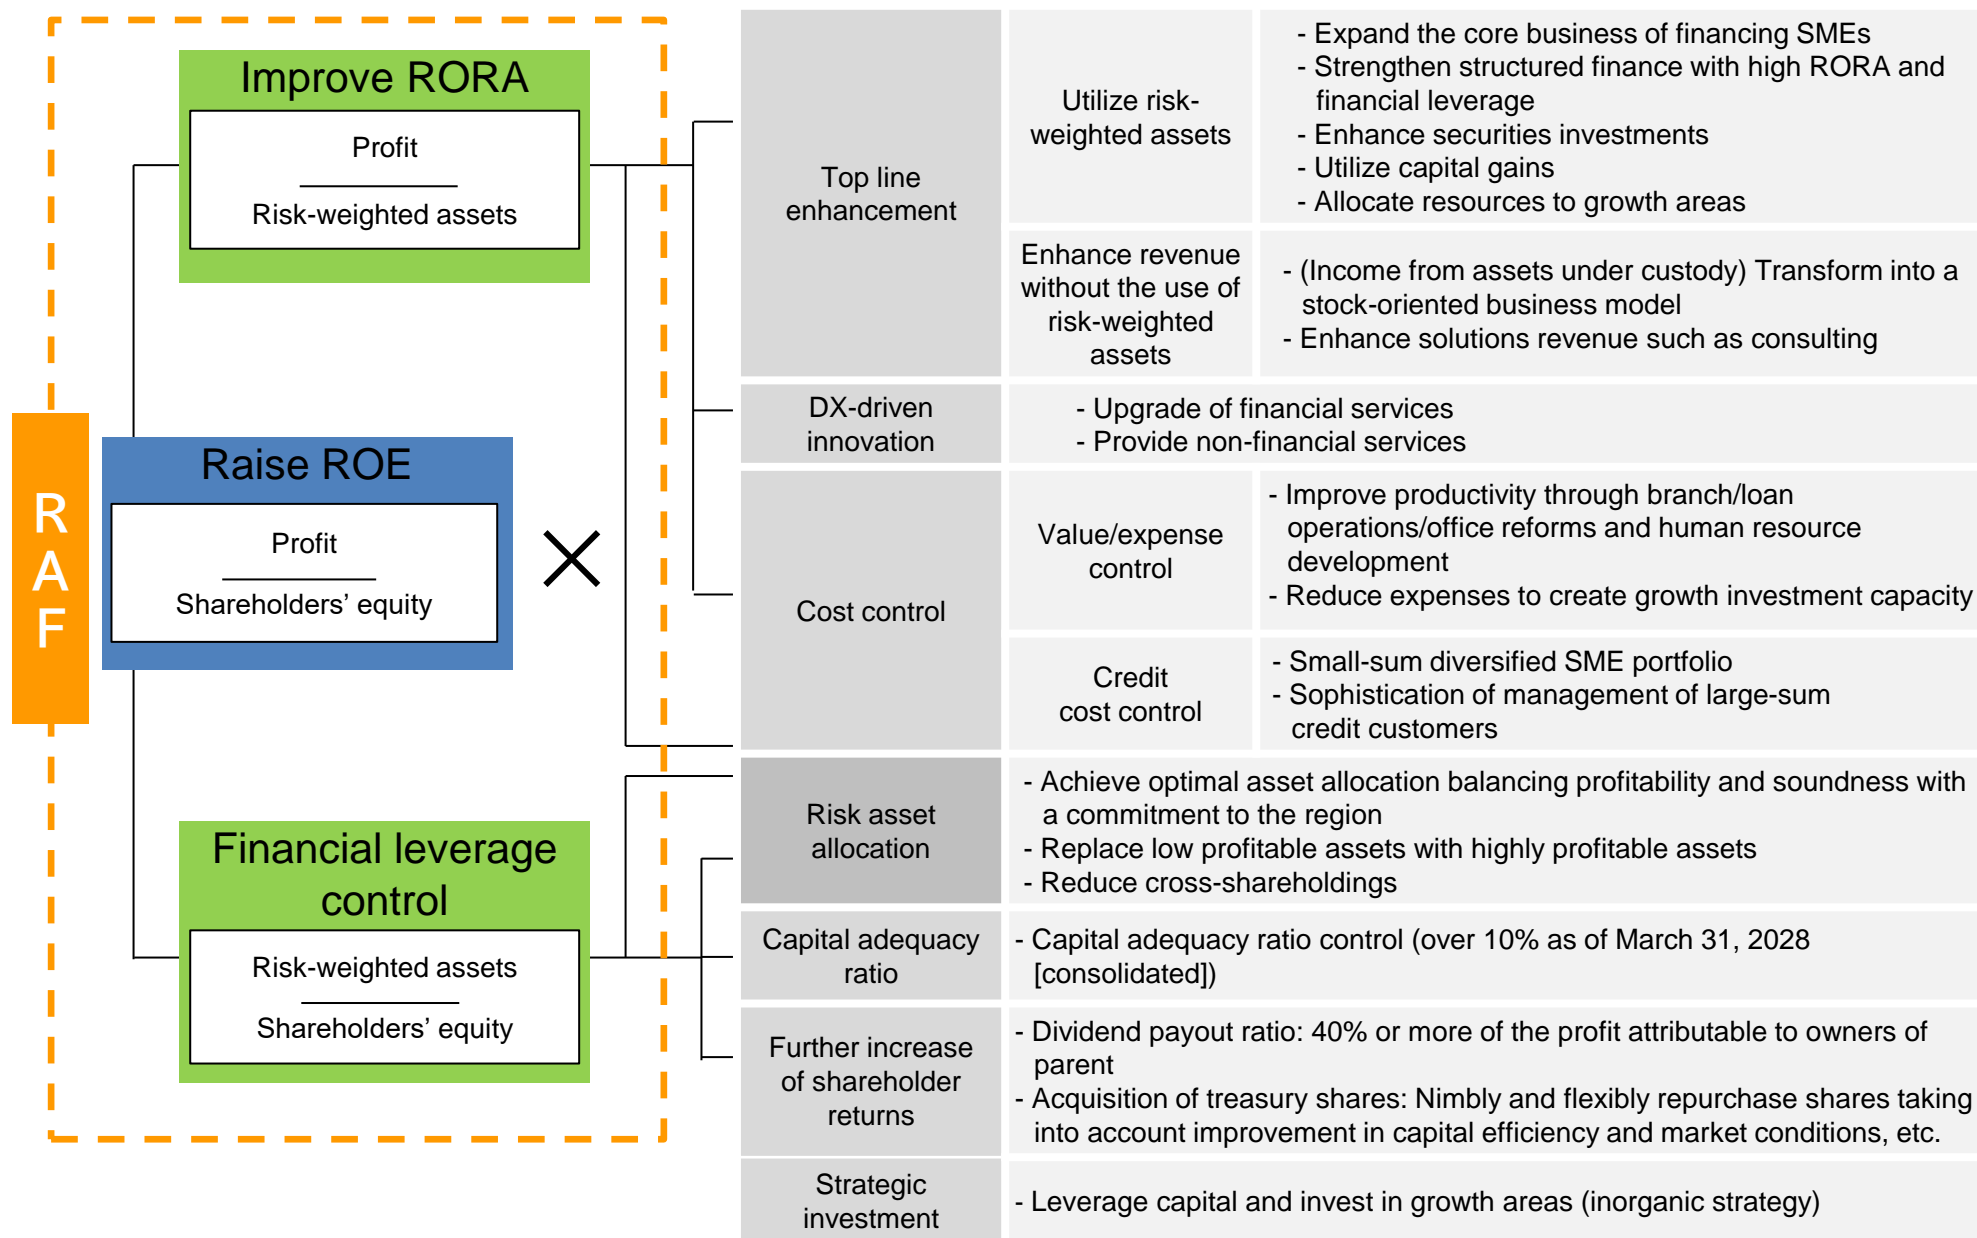 R
A
F
Improve RORA
Profit
Risk-weighted assets
Raise ROE
Profit
Shareholders’ equity
×
Financial leverage
control
Risk-weighted assets
Shareholders’ equity
Top line
enhancement
Utilize risk-
weighted assets
- Expand the core business of financing SMEs
- Strengthen structured finance with high RORA and
financial leverage
- Enhance securities investments
- Utilize capital gains
- Allocate resources to growth areas
Enhance revenue
without the use of
risk-weighted
assets
- (Income from assets under custody) Transform into a
stock-oriented business model
- Enhance solutions revenue such as consulting
DX-driven
innovation
- Upgrade of financial services
- Provide non-financial services
Cost control
Value/expense
control
- Improve productivity through branch/loan
operations/office reforms and human resource
development
- Reduce expenses to create growth investment capacity
Credit
cost control
- Small-sum diversified SME portfolio
- Sophistication of management of large-sum
credit customers
Risk asset
allocation
- Achieve optimal asset allocation balancing profitability and soundness with
a commitment to the region
- Replace low profitable assets with highly profitable assets
- Reduce cross-shareholdings
Capital adequacy
ratio
- Capital adequacy ratio control (over 10% as of March 31, 2028
[consolidated])
Further increase
of shareholder
returns
- Dividend payout ratio: 40% or more of the profit attributable to owners of
parent
- Acquisition of treasury shares: Nimbly and flexibly repurchase shares taking
into account improvement in capital efficiency and market conditions, etc.
Strategic
investment
- Leverage capital and invest in growth areas (inorganic strategy)